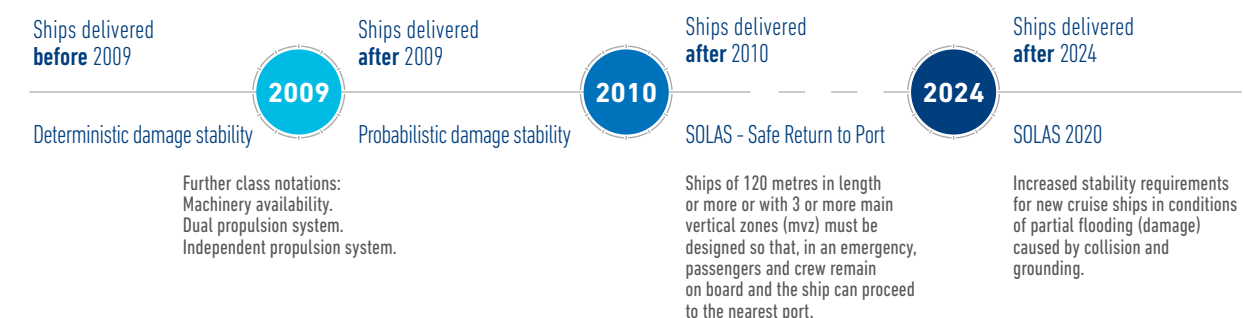 Ships delivered
before 2009
2009
Ships delivered
after 2009
2010
Ships delivered
after 2010
2024
Ships delivered
after 2024
Deterministic damage stability
Probabilistic damage stability
SOLAS - Safe Return to Port
SOLAS 2020
Further class notations:
Machinery availability.
Dual propulsion system.
Independent propulsion system.
Ships of 120 metres in length
or more or with 3 or more main
vertical zones (mvz) must be
designed so that, in an emergency,
passengers and crew remain
on board and the ship can proceed
to the nearest port.
Increased stability requirements
for new cruise ships in conditions
of partial flooding (damage)
caused by collision and
grounding.